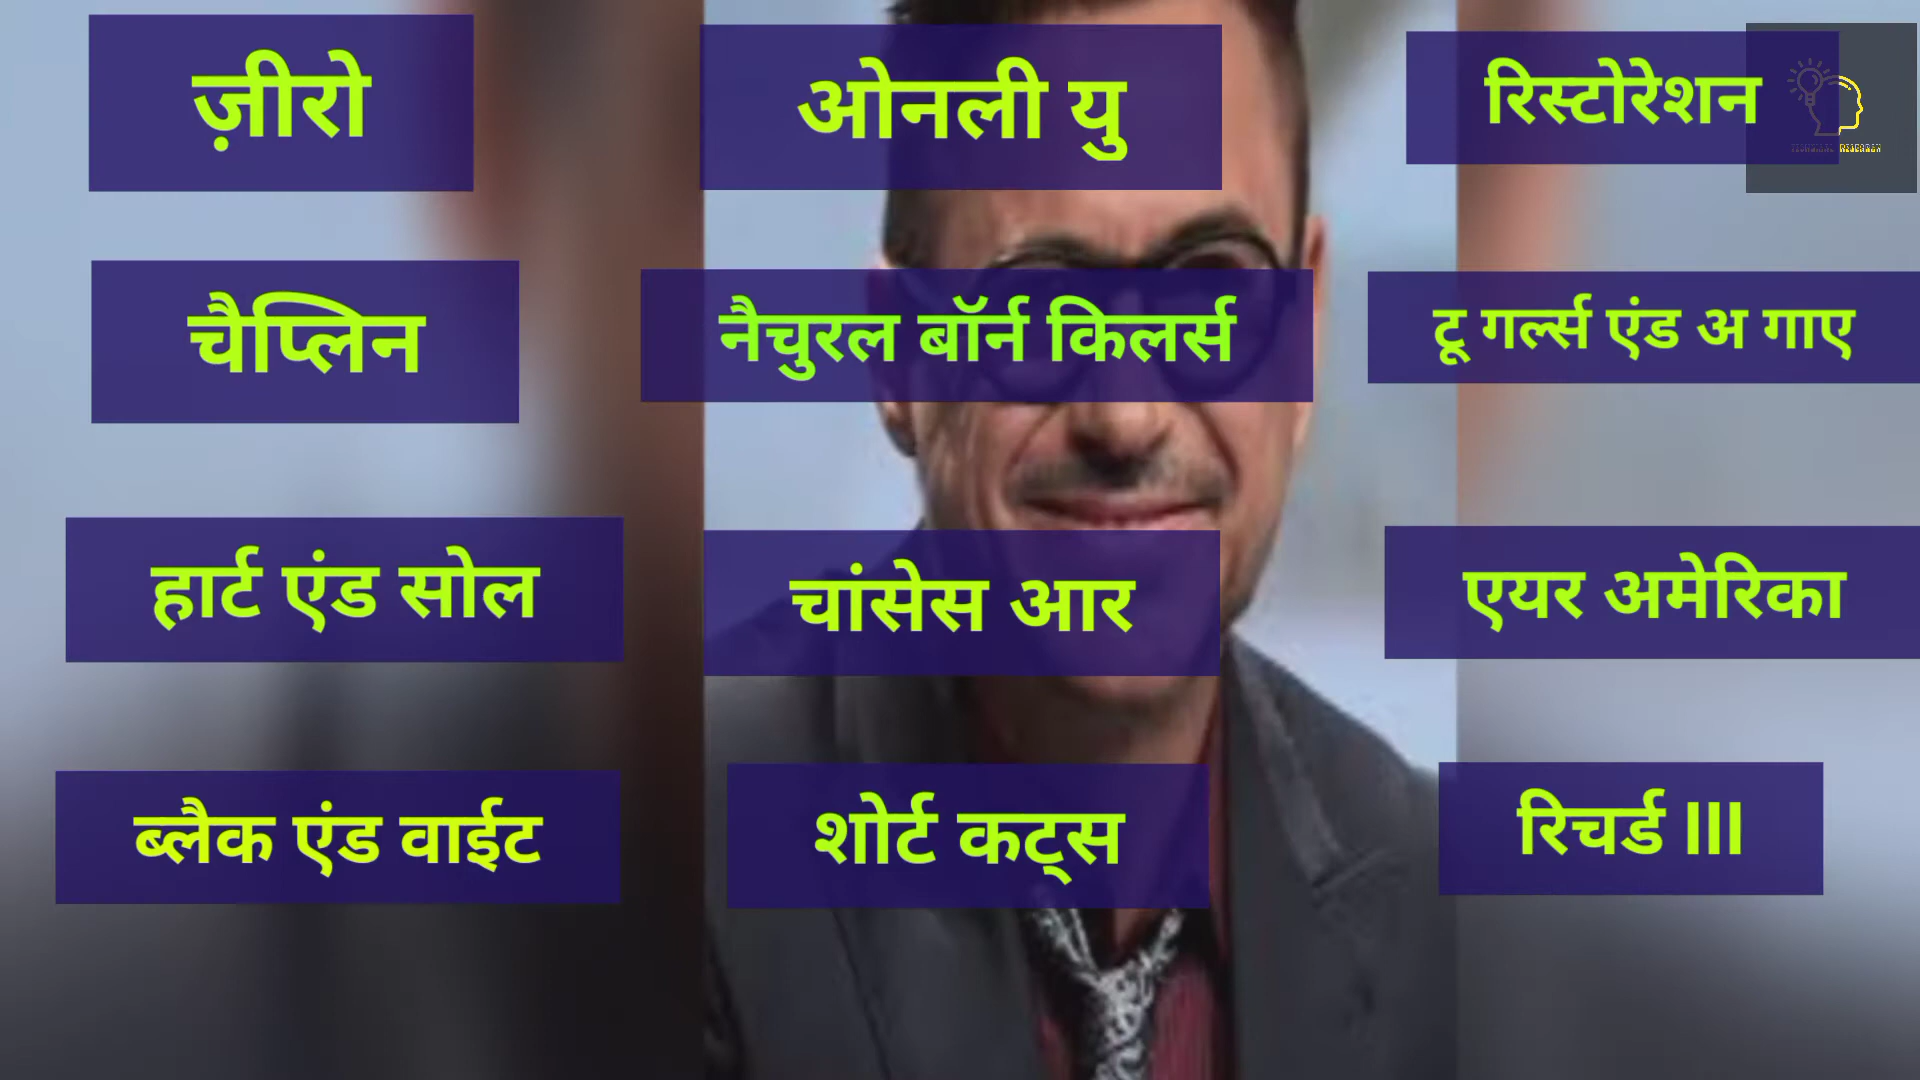 ज़ीरो
ओनली यु
रिस्टोरेशन
चैप्लिन
नैचुरल बॉर्न किलर्स
टू गर्ल्स एंड अ गाए
हार्ट एंड सोल
चांसेस आर
एयर अमेरिका
ब्लैक एंड वाईट
शोर्ट कट्स
रिचर्ड III